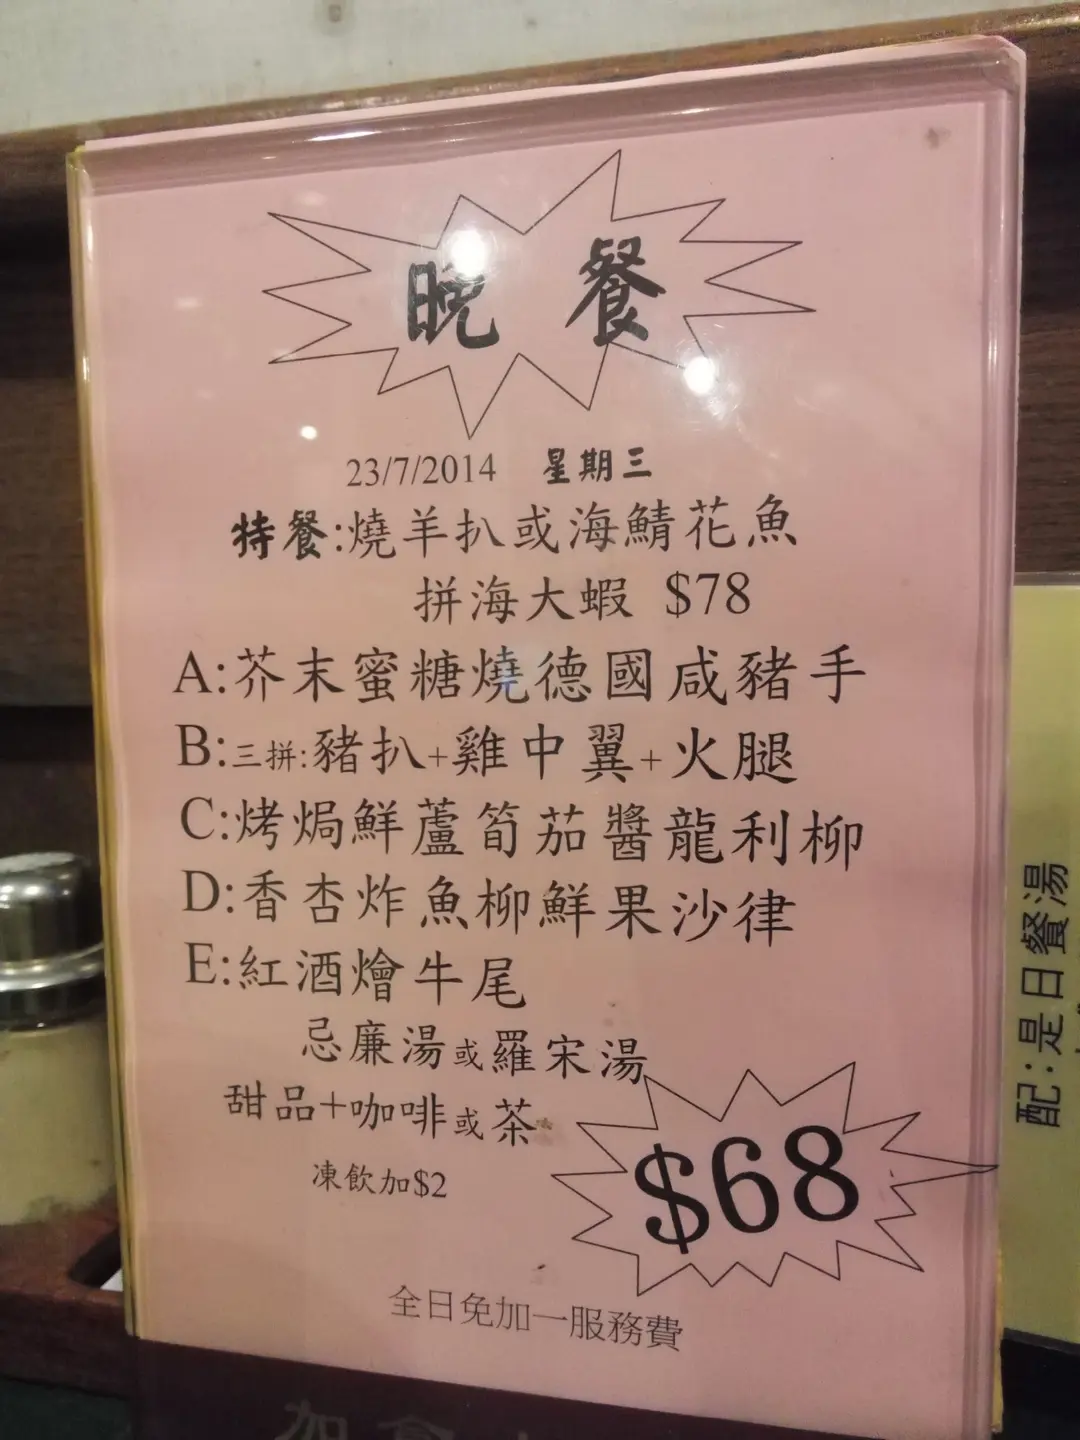 晚餐
23/7/2014 星期三
特餐:燒羊扒或海鯖花魚
拼海大蝦 $78
A:芥末蜜糖燒德國咸豬手
B:三拼:豬扒+雞中翼+火腿
C:烤焗鮮蘆筍茄醬龍利柳
D:香杏炸魚柳鮮果沙律
E:紅酒燴牛尾
忌廉湯或羅宋湯
甜品+咖啡或茶
凍飲加$2
$68
全日免加一服務費
配:是日餐湯